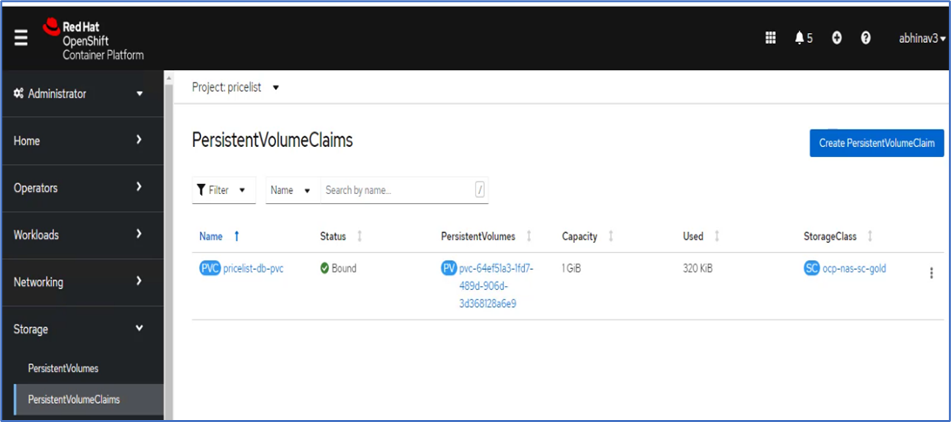 Red Hat
OpenShift
Container Platform
5
abhinav3
Administrator
Home
Operators
Workloads
Networking
Storage
PersistentVolumes
PersistentVolumeClaims
Project: pricelist
PersistentVolumeClaims
Create PersistentVolumeClaim
Filter Name Search by name... /
Name Status PersistentVolumes Capacity Used StorageClass
PVC pricelist-db-pvc Bound PV pvc-64ef51a3-1fd7- 1 GiB 320 KiB SC ocp-nas-sc-gold
489d-906d-
3d368128a6e9